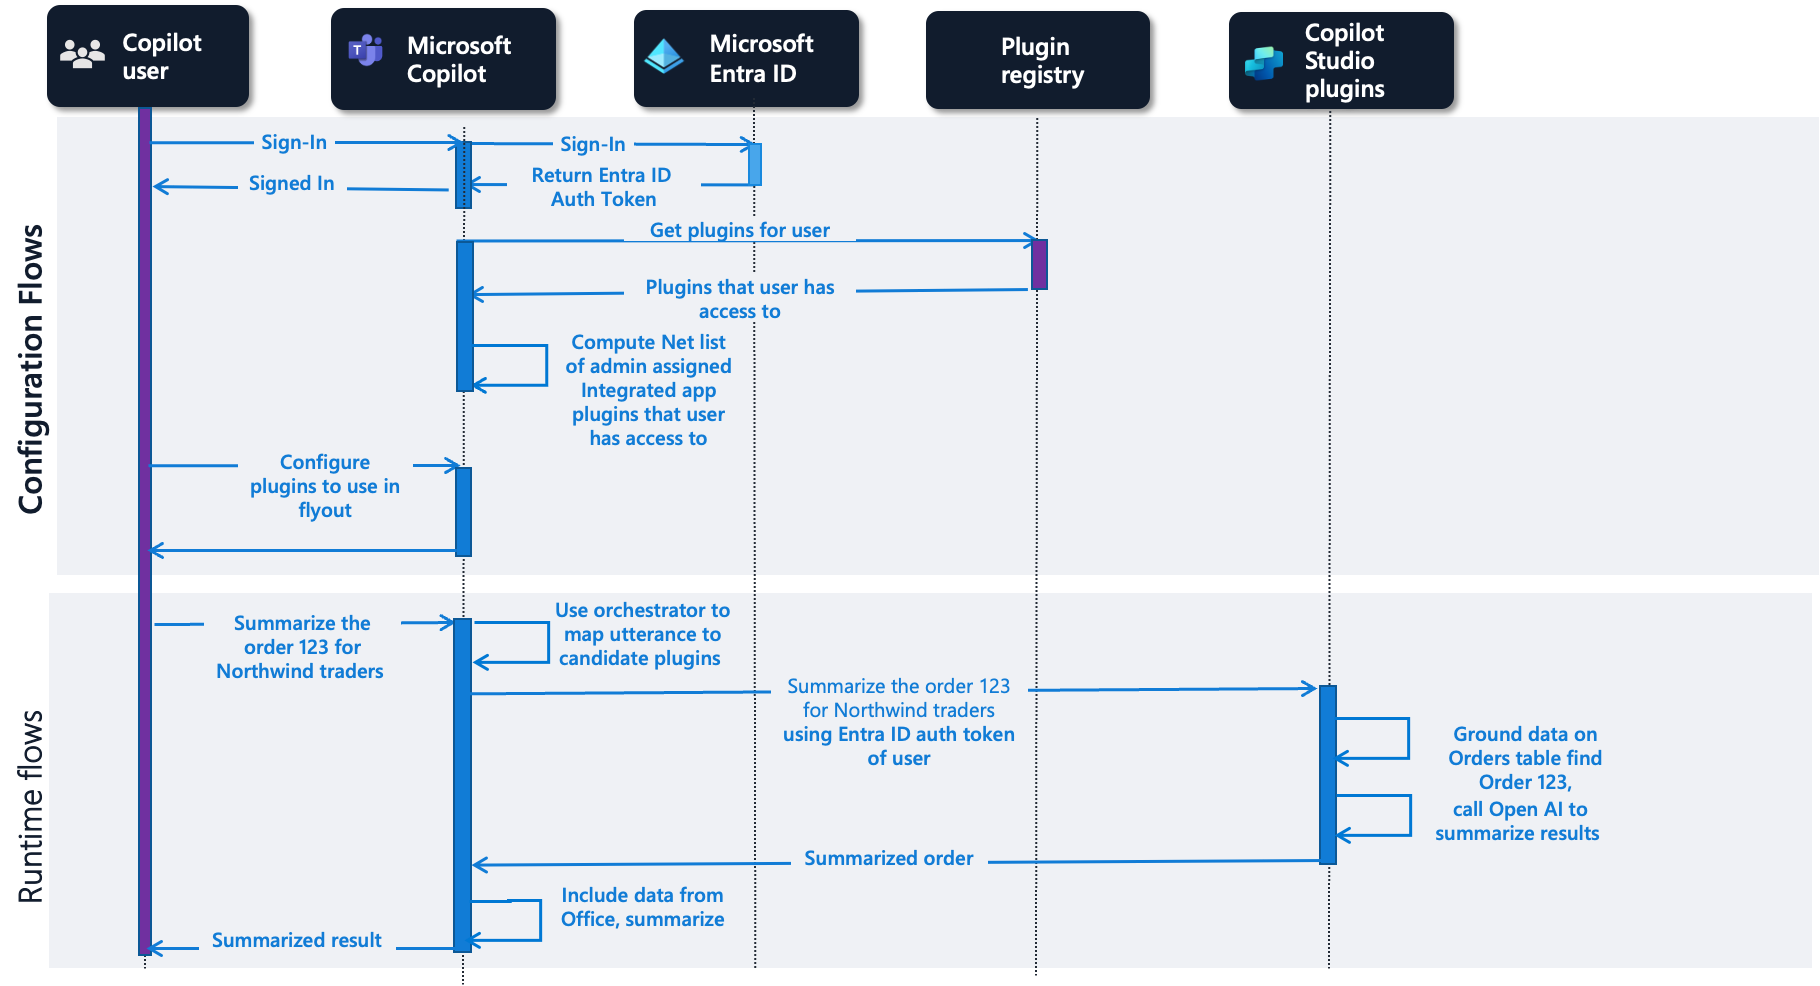 Copilot
user
Microsoft
Copilot
Microsoft
Entra ID
Plugin
registry
Copilot
Studio
plugins
Configuration Flows
Sign-In
Sign-In
Signed In
Return Entra ID
Auth Token
Get plugins for user
Plugins that user has
access to
Compute Net list
of admin assigned
Integrated app
plugins that user
has access to
Configure
plugins to use in
flyout
Runtime flows
Summarize the
order 123 for
Northwind traders
Use orchestrator to
map utterance to
candidate plugins
Summarize the order 123
for Northwind traders
using Entra ID auth token
of user
Ground data on
Orders table find
Order 123,
call Open AI to
summarize results
Summarized order
Include data from
Office, summarize
Summarized result